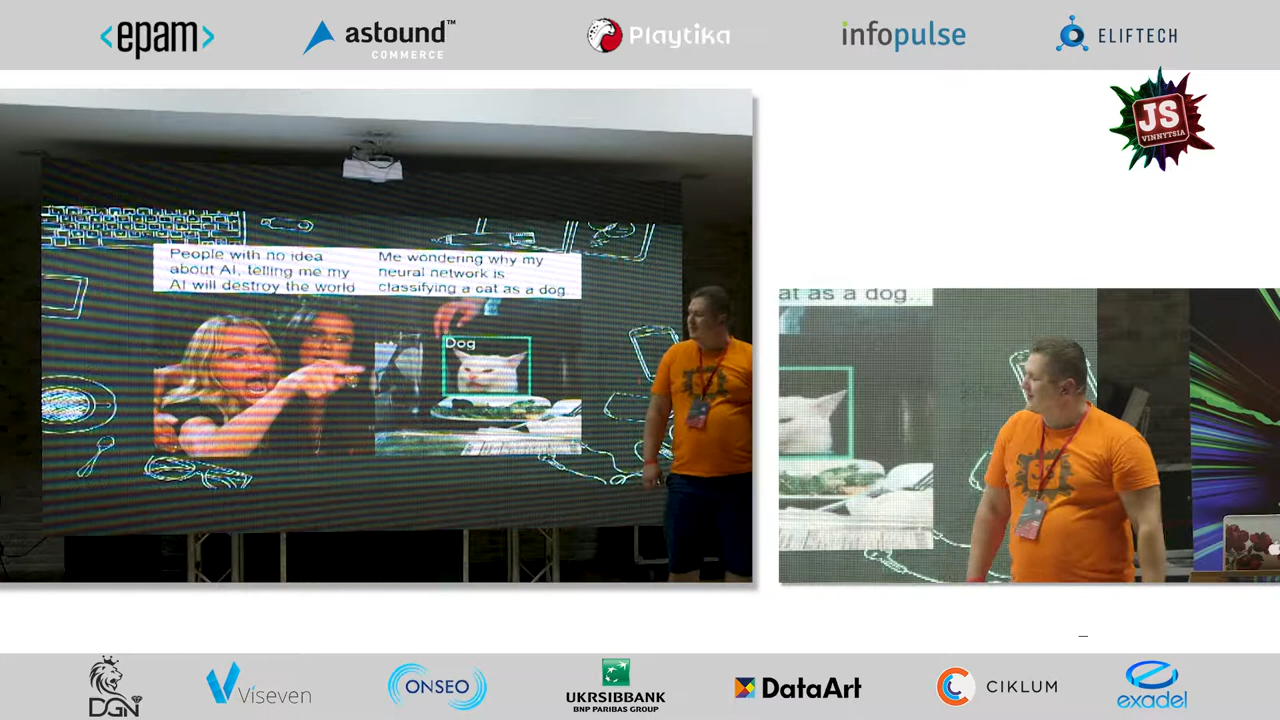 <epam>
astound™
COMMERCE
Playtika
infopulse
ELIFTECH
JS
VINNYTSIA
People with no idea
about AI, telling me my
AI will destroy the world
Me wondering why my
neural network is
classifying a cat as a dog..
Dog
at as a dog..
DGN
Viseven
ONSEO
UKRSIBBANK
BNP PARIBAS GROUP
DataArt
CIKLUM
exadel